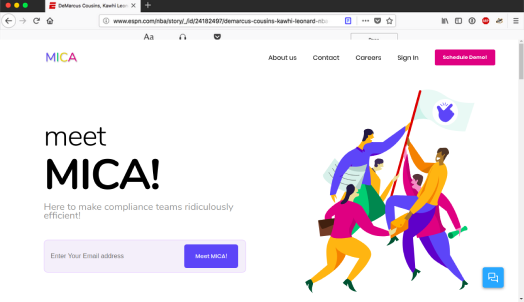 DeMarcus Cousins, Kawhi Leon
https://www.espn.com/nba/story/_/id/24182497/demarcus-cousins-kawhi-leonard-nba
Aa
MICA
About us
Contact
Careers
Sign In
Schedule Demo!
meet
MICA!
Here to make compliance teams ridiculously
efficient!
Enter Your Email address
Meet MICA!